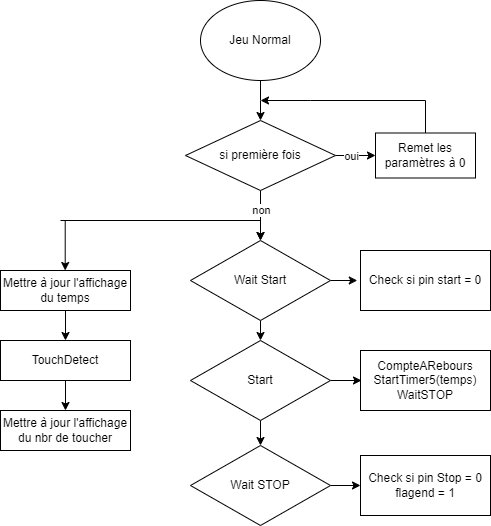 Jeu Normal
si première fois
oui
Remet les
paramètres à 0
non
Mettre à jour l'affichage
du temps
Wait Start
Check si pin start = 0
TouchDetect
Start
CompteARebours
StartTimer5(temps)
WaitSTOP
Mettre à jour l'affichage
du nbr de toucher
Wait STOP
Check si pin Stop = 0
flagend = 1